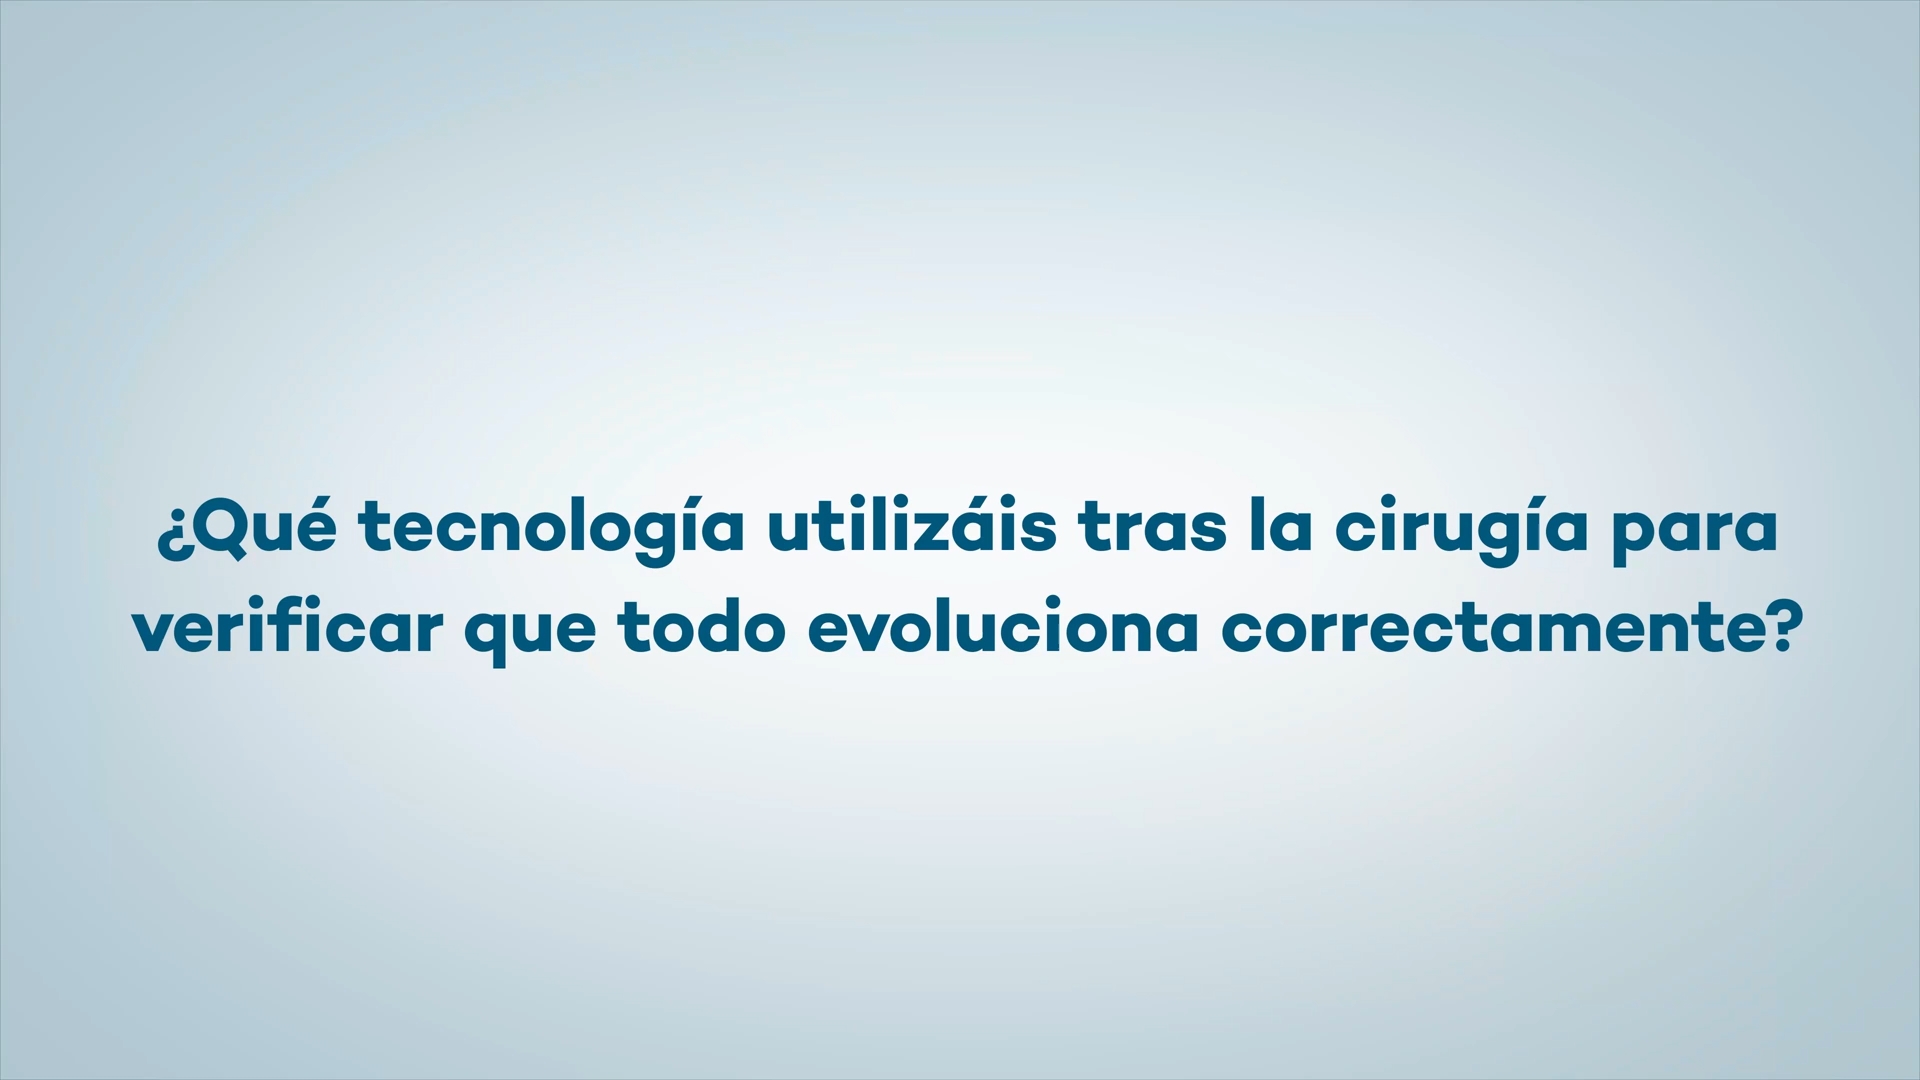 ¿Qué tecnología utilizáis tras la cirugía para
verificar que todo evoluciona correctamente?